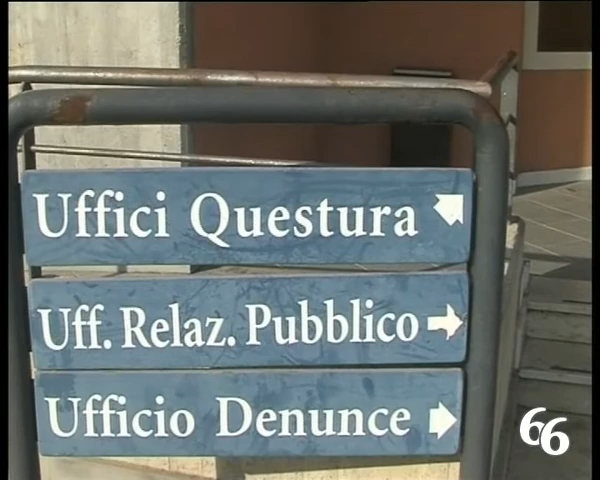 Uffici Questura
Uff. Relaz. Pubblico
Ufficio Denunce
66